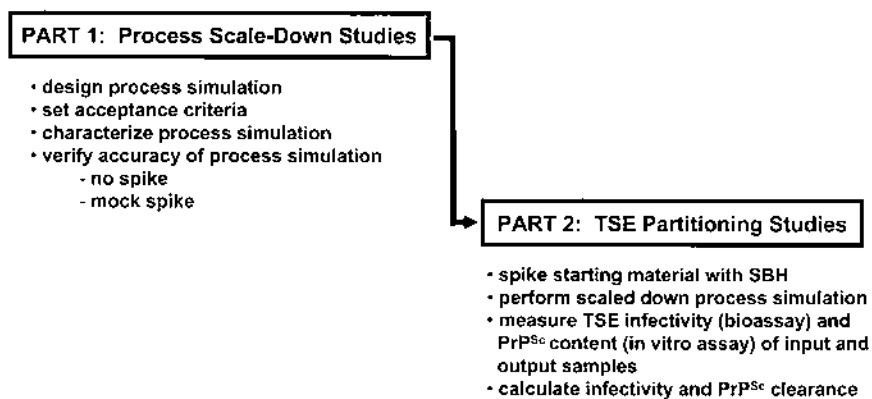 PART 1: Process Scale-Down Studies
• design process simulation
• set acceptance criteria
• characterize process simulation
• verify accuracy of process simulation
- no spike
- mock spike
PART 2: TSE Partitioning Studies
• spike starting material with SBH
• perform scaled down process simulation
• measure TSE infectivity (bioassay) and
PrPSc content (in vitro assay) of input and
output samples
• calculate infectivity and PrPSc clearance